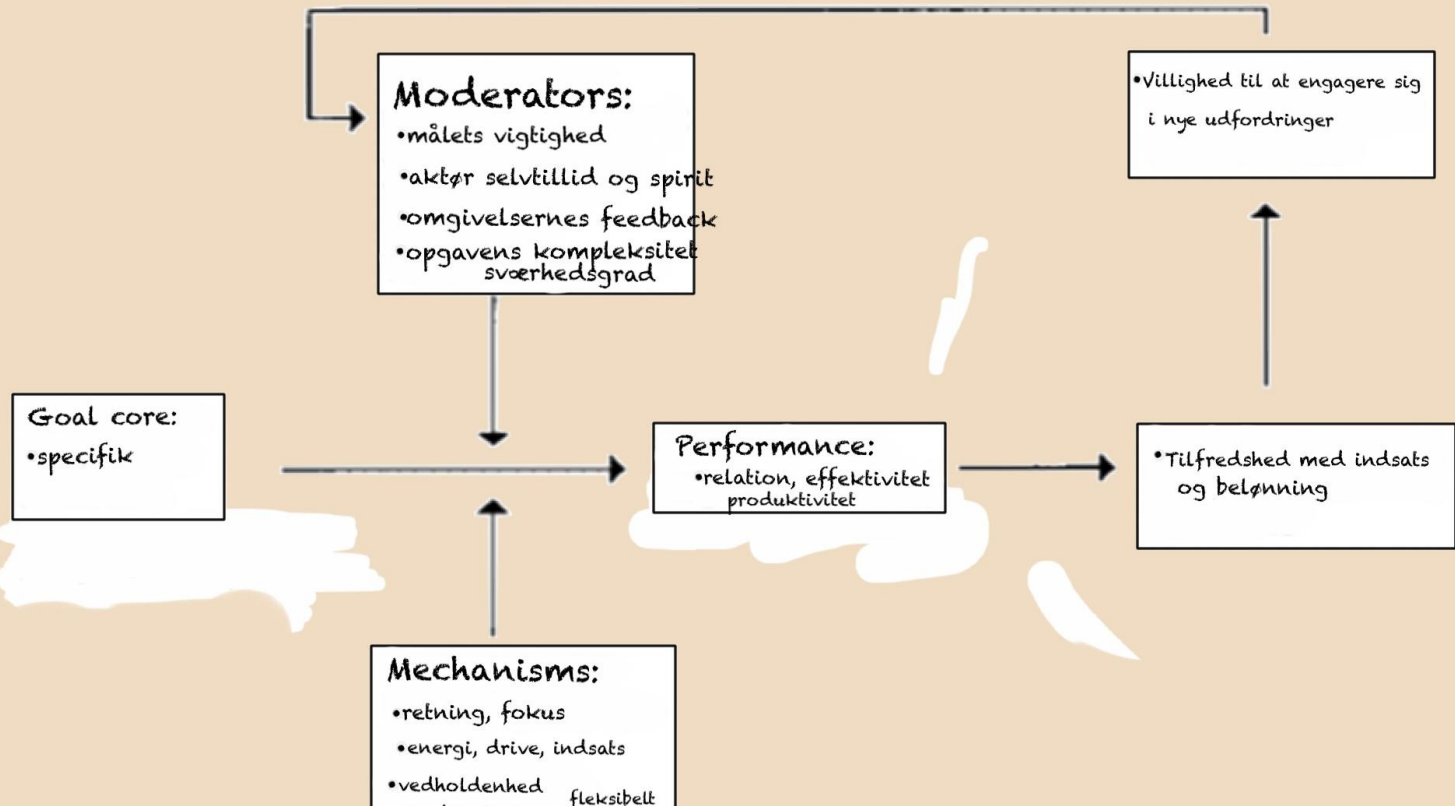 Moderators:
•målets vigtighed
•aktør selvtillid og spirit
•omgivelsernes feedback
•opgavens kompleksitet
sværhedsgrad
•Villighed til at engagere sig
i nye udfordringer
Goal core:
•specifik
Performance:
•relation, effektivitet
produktivitet
•Tilfredshed med indsats
og belønning
Mechanisms:
•retning, fokus
•energi, drive, indsats
•vedholdenhed
fleksibelt